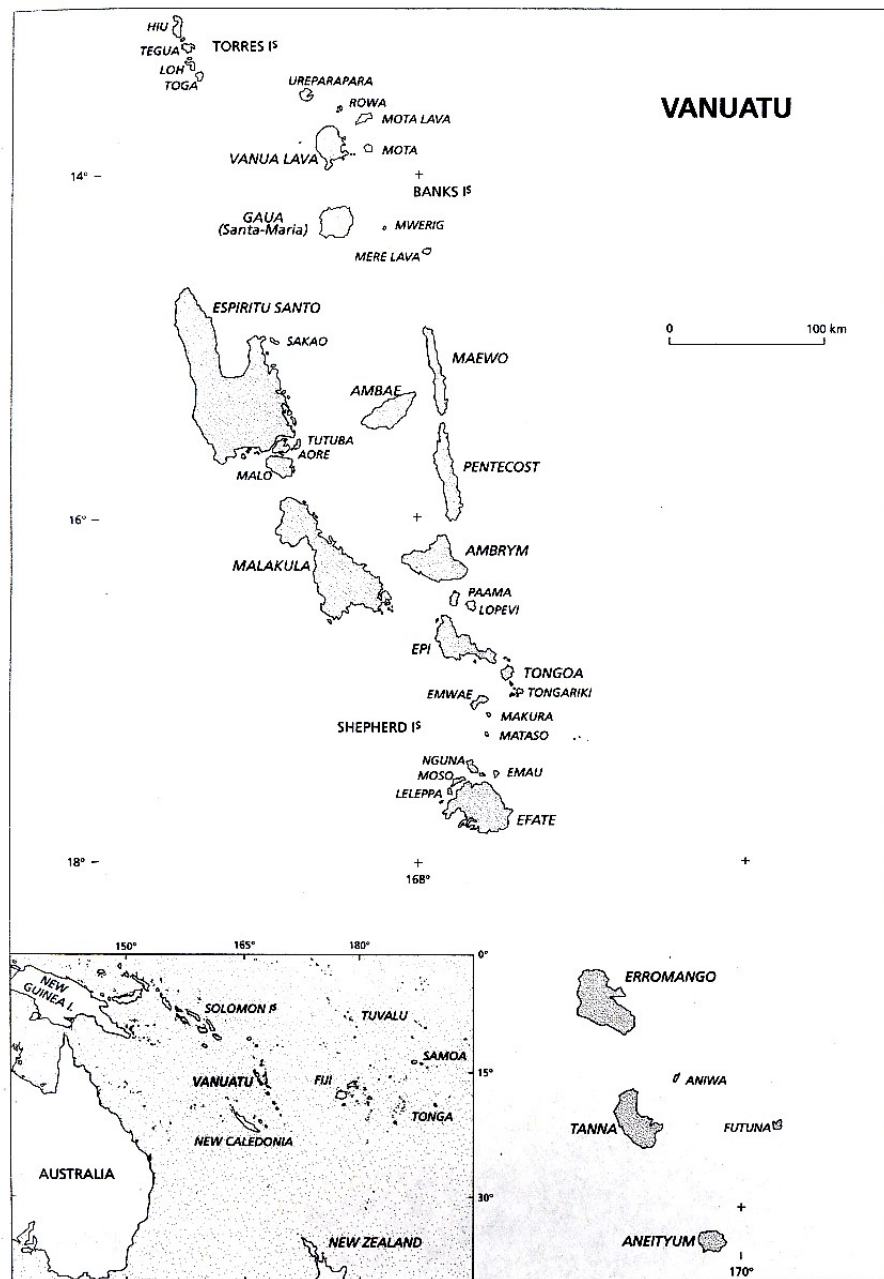 HIU
TEGUA
TORRES Iˢ
LOH
TOGA
UREPARAPARA
ROWA
MOTA LAVA
VANUATU
VANUA LAVA
MOTA
14°
BANKS Iˢ
GAUA
(Santa-Maria)
MWERIG
MERE LAVA
ESPIRITU SANTO
0 100 km
SAKAO
MAEWO
AMBAE
TUTUBA
AORE
MALO
PENTECOST
16°
AMBRYM
MALAKULA
PAAMA
LOPEVI
EPI
TONGOA
EMWAE
TONGARIKI
MAKURA
SHEPHERD Iˢ
MATASO
NGUNA
MOSO
EMAU
LELEPPA
EFATE
18°
168°
150° 165° 180°
0°
NEW
GUINEA I.
SOLOMON Iˢ
TUVALU
SAMOA
VANUATU
FIJI
15°
TONGA
NEW CALEDONIA
AUSTRALIA
30°
NEW ZEALAND
ERROMANGO
ANIWA
TANNA
FUTUNA
ANEITYUM
170°